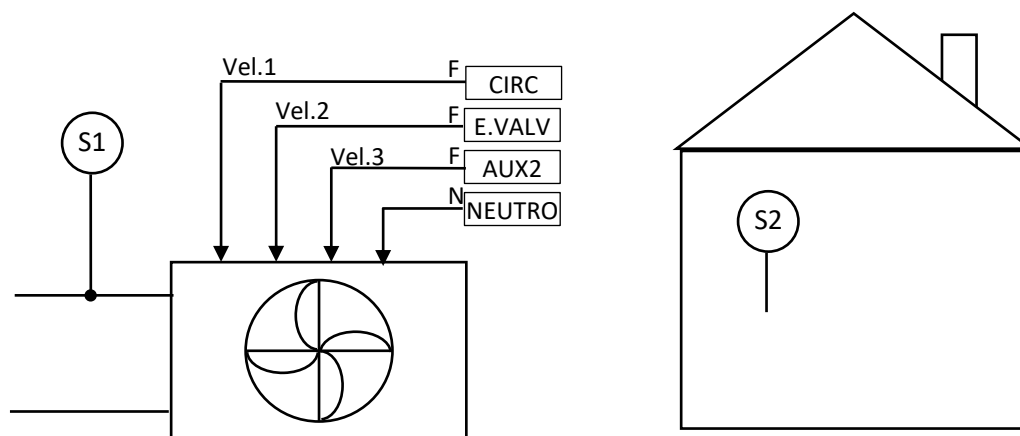 Vel.1 F CIRC
Vel.2 F E.VALV
Vel.3 F AUX2
N NEUTRO
S1
S2